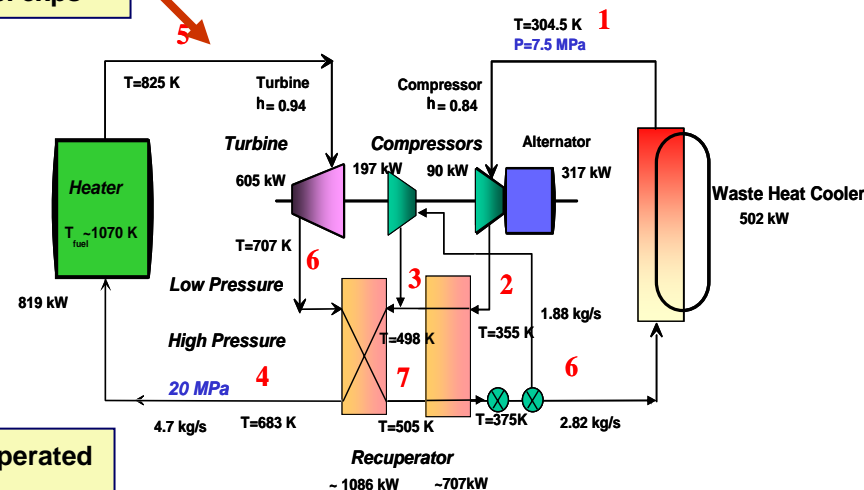 T=304.5 K
1
P=7.5 MPa
5
T=825 K
Turbine
h = 0.94
Compressor
h = 0.84
Turbine
Compressors
Alternator
605 kW
197 kW
90 kW
317 kW
Heater
T fuel ~1070 K
Waste Heat Cooler
502 kW
T=707 K
6
Low Pressure
3
2
819 kW
1.88 kg/s
High Pressure
T=498 K
T=355 K
20 MPa
4
7
6
4.7 kg/s
T=683 K
T=505 K
T=375K
2.82 kg/s
perated
Recuperator
~ 1086 kW
~707kW